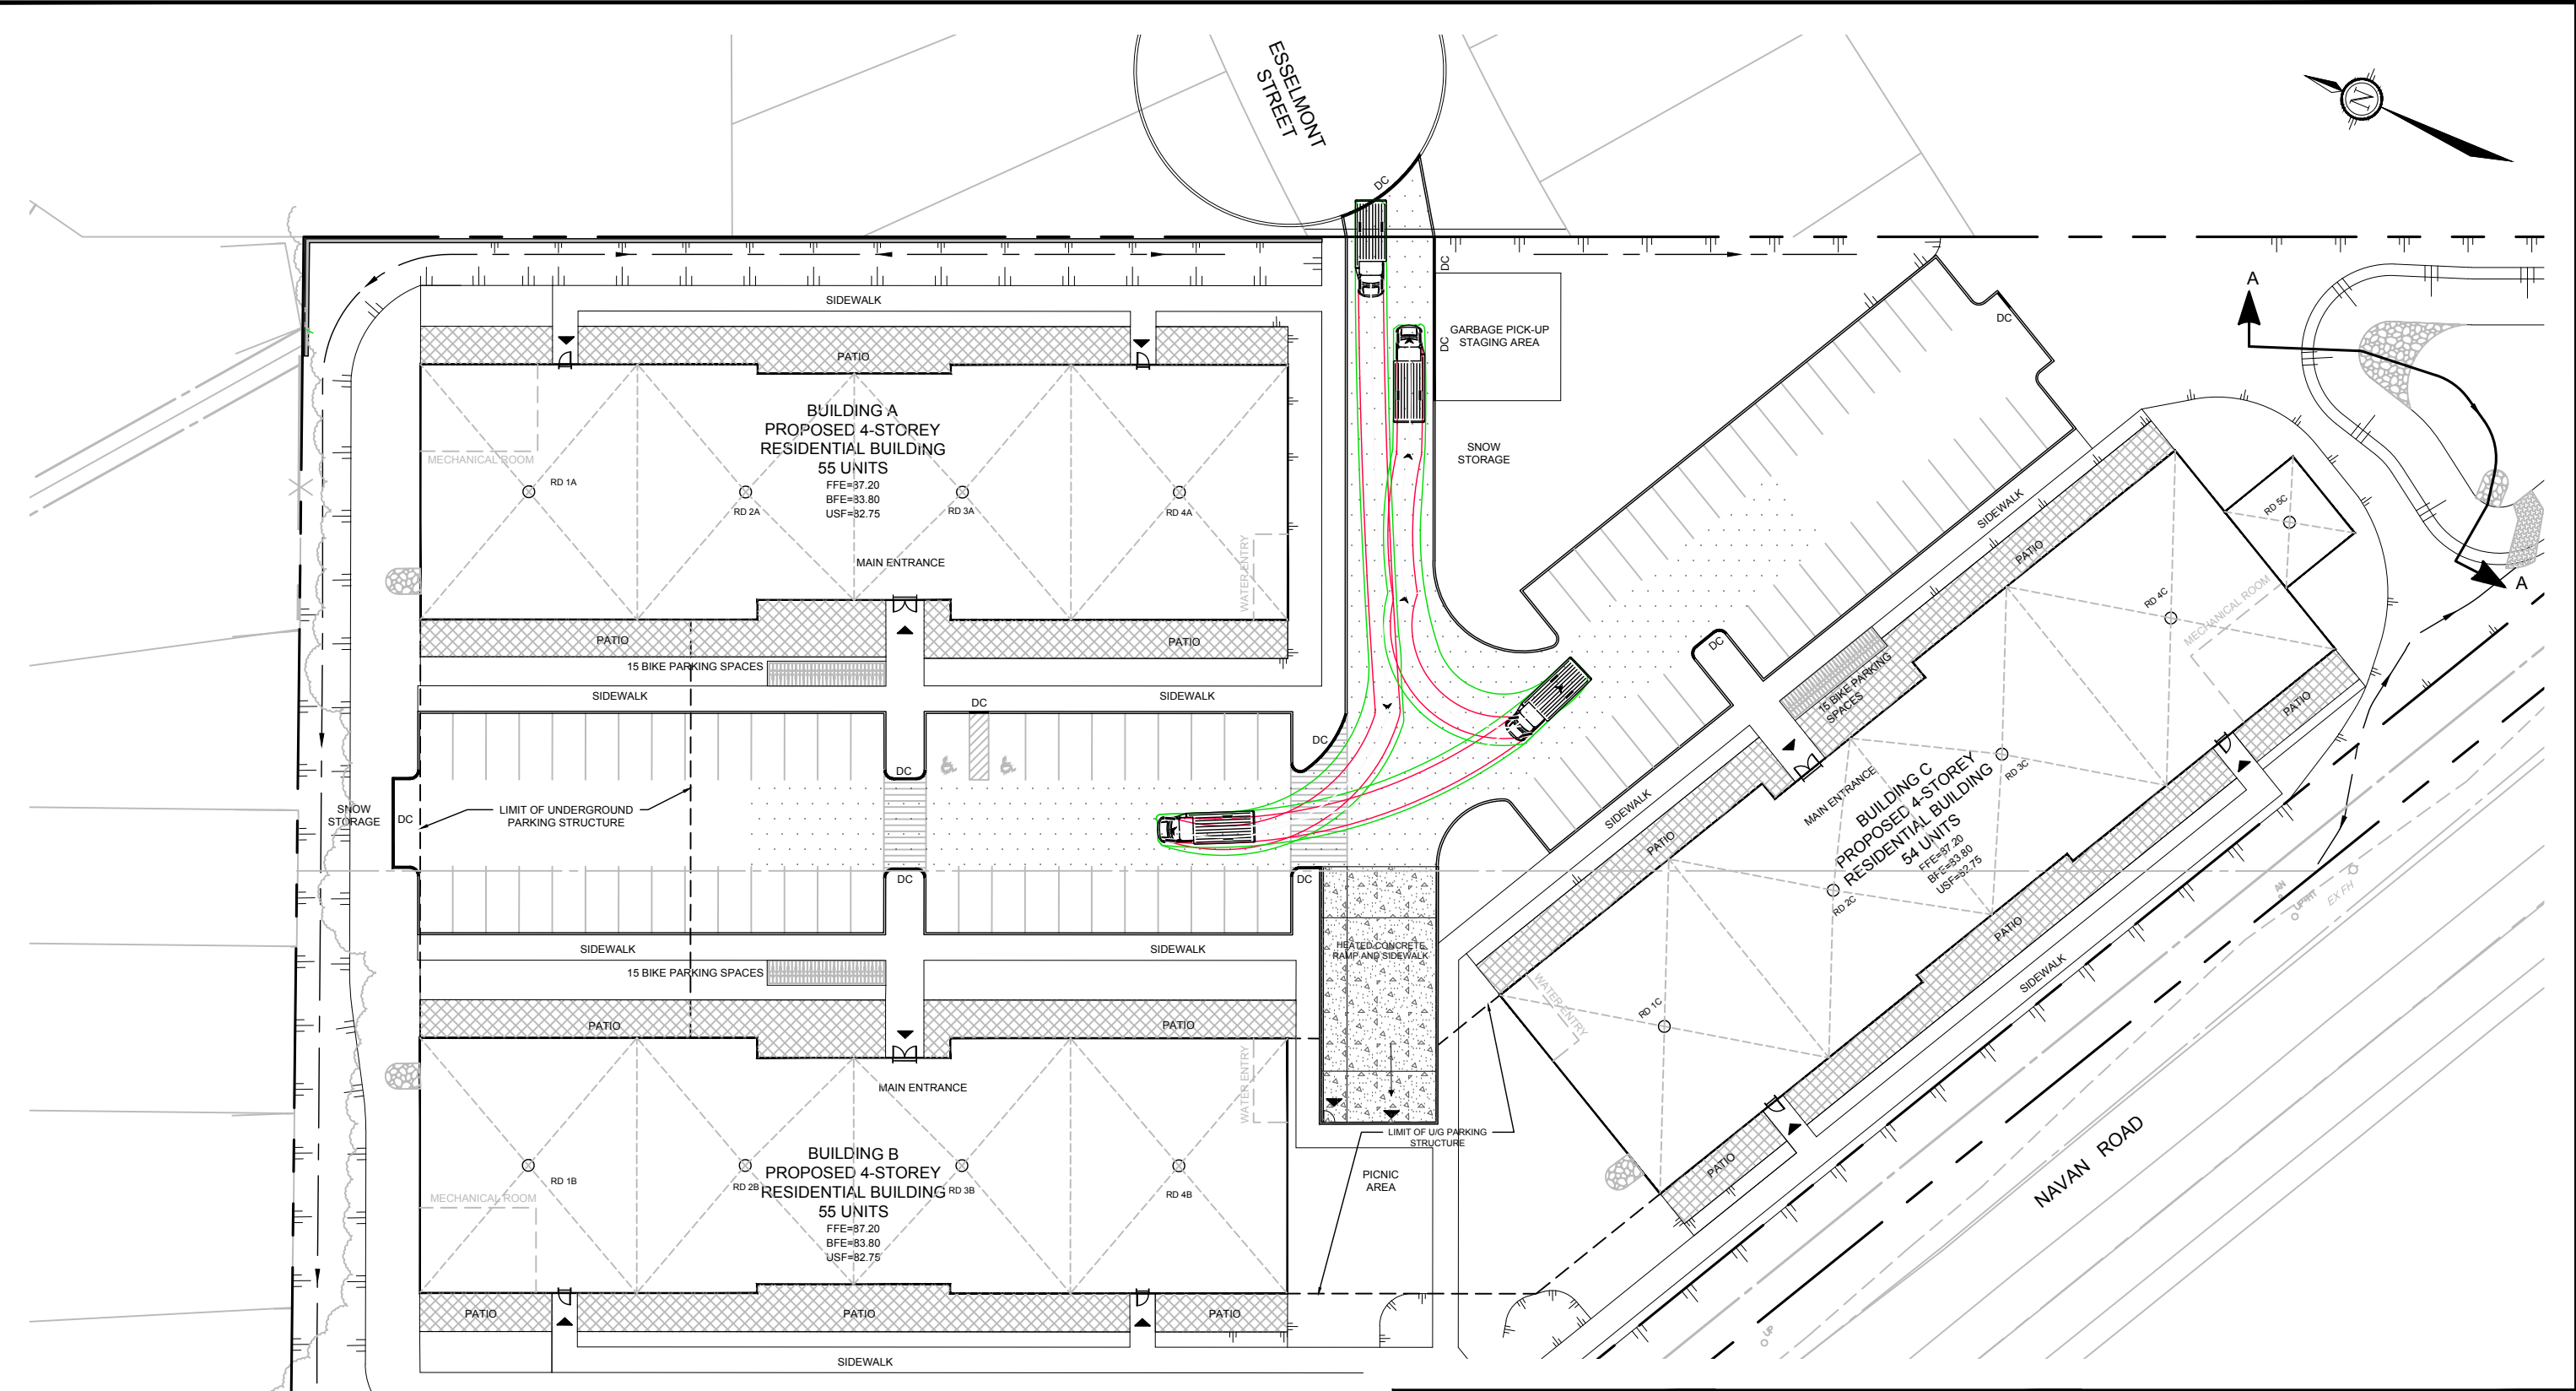 ESSELMONT
STREET
N
DC
DC
DC
GARBAGE PICK-UP
STAGING AREA
SNOW
STORAGE
DC
A
A
SIDEWALK
PATIO
BUILDING A
PROPOSED 4-STOREY
RESIDENTIAL BUILDING
55 UNITS
FFE=87.20
BFE=83.80
USF=82.75
MECHANICAL ROOM
RD 1A
RD 2A
RD 3A
RD 4A
MAIN ENTRANCE
WATER ENTRY
PATIO
PATIO
15 BIKE PARKING SPACES
SIDEWALK
SIDEWALK
DC
DC
DC
SNOW
STORAGE
DC
LIMIT OF UNDERGROUND
PARKING STRUCTURE
DC
DC
SIDEWALK
SIDEWALK
15 BIKE PARKING SPACES
PATIO
PATIO
HEATED CONCRETE
RAMP AND SIDEWALK
MAIN ENTRANCE
WATER ENTRY
BUILDING B
PROPOSED 4-STOREY
RESIDENTIAL BUILDING
55 UNITS
FFE=87.20
BFE=83.80
USF=82.75
MECHANICAL ROOM
RD 1B
RD 2B
RD 3B
RD 4B
PATIO
PATIO
PATIO
SIDEWALK
LIMIT OF U/G PARKING
STRUCTURE
PICNIC
AREA
DC
SIDEWALK
PATIO
RD 5C
RD 4C
MECHANICAL ROOM
15 BIKE PARKING
SPACES
PATIO
MAIN ENTRANCE
BUILDING C
PROPOSED 4-STOREY
RESIDENTIAL BUILDING
54 UNITS
FFE=87.20
BFE=83.80
USF=82.75
RD 3C
RD 2C
RD 1C
SIDEWALK
PATIO
WATER ENTRY
PATIO
PATIO
SIDEWALK
NAVAN ROAD
AN
EX FH
UP